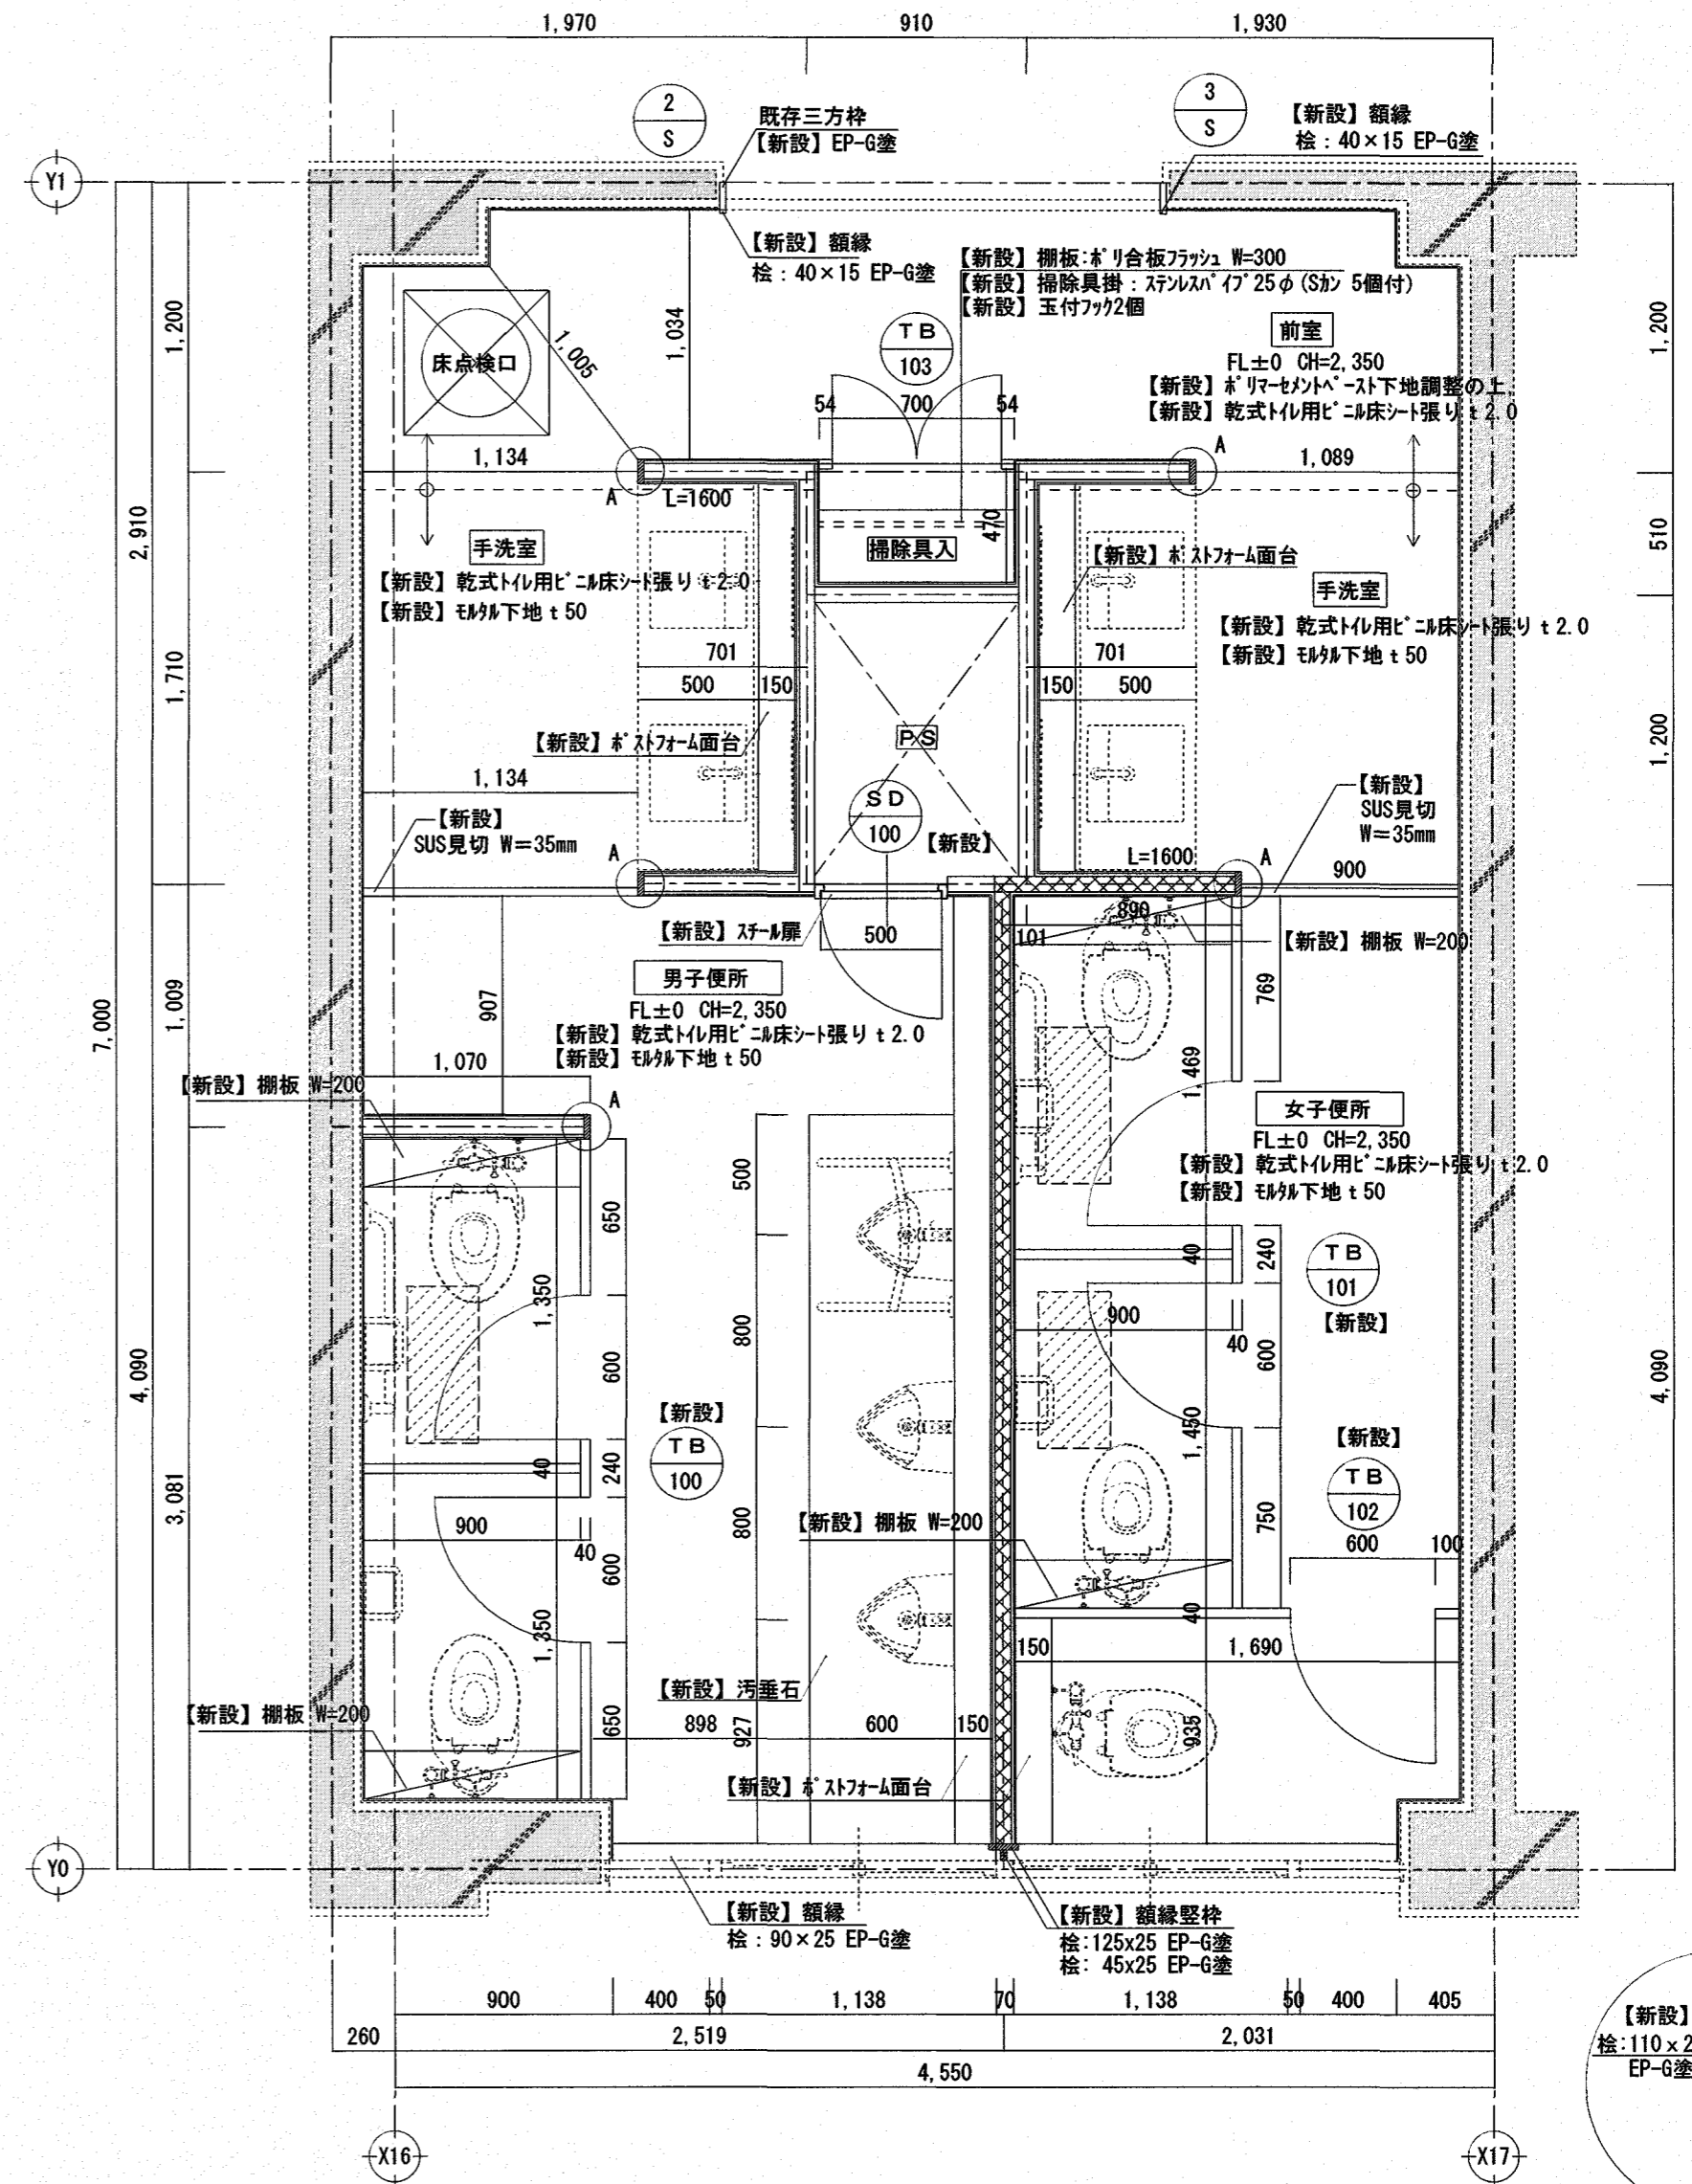 1,970
910
1,930
2
S
既存三方枠
【新設】EP-G塗
3
S
【新設】額縁
桧：40×15 EP-G塗
Y1
【新設】額縁
桧：40×15 EP-G塗
【新設】棚板:ポリ合板フラッシュ W=300
【新設】掃除具掛：ステンレスパイプ25φ(Sカン 5個付)
【新設】玉付フック2個
前室
FL±0 CH=2,350
【新設】ポリマーセメントペースト下地調整の上
【新設】乾式トイレ用ビニル床シート張り t2.0
床点検口
1,005
1,034
TB
103
54
700
54
1,200
1,200
1,134
A
L=1600
A
1,089
手洗室
【新設】乾式トイレ用ビニル床シート張り t2.0
【新設】モルタル下地 t50
掃除具入
470
【新設】ポストフォーム面台
手洗室
【新設】乾式トイレ用ビニル床シート張り t2.0
【新設】モルタル下地 t50
2,910
510
1,710
701
500
150
701
150
500
【新設】ポストフォーム面台
PS
1,200
1,134
SD
100
【新設】
【新設】
SUS見切 W=35mm
【新設】
SUS見切
W=35mm
A
L=1600
A
900
【新設】スチール扉
500
890
101
【新設】棚板 W=200
769
男子便所
FL±0 CH=2,350
【新設】乾式トイレ用ビニル床シート張り t2.0
【新設】モルタル下地 t50
907
1,070
1,009
7,000
【新設】棚板 W=200
A
1,469
女子便所
FL±0 CH=2,350
【新設】乾式トイレ用ビニル床シート張り t2.0
【新設】モルタル下地 t50
500
650
1,350
800
600
40
240
TB
101
【新設】
900
40
600
4,090
4,090
【新設】
TB
100
240
40
1,450
【新設】
TB
102
3,081
900
40
600
800
【新設】棚板 W=200
750
600
100
1,350
40
150
1,690
【新設】汚垂石
【新設】棚板 W=200
650
898
927
600
150
935
【新設】ポストフォーム面台
Y0
【新設】額縁
桧：90×25 EP-G塗
【新設】額縁竪枠
桧:125x25 EP-G塗
桧: 45x25 EP-G塗
900
400
50
1,138
70
1,138
50
400
405
260
2,519
2,031
4,550
【新設】
桧:110×2
EP-G塗
X16
X17